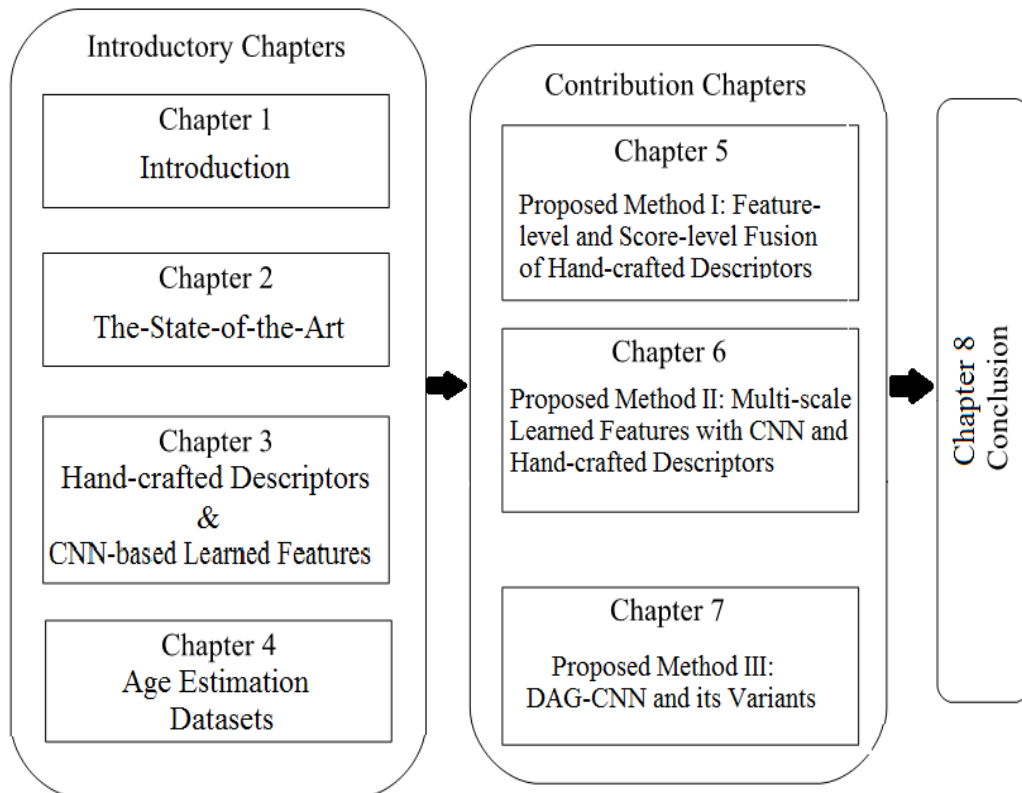 Introductory Chapters
Chapter 1
Introduction
Chapter 2
The-State-of-the-Art
Chapter 3
Hand-crafted Descriptors
&
CNN-based Learned Features
Chapter 4
Age Estimation
Datasets
Contribution Chapters
Chapter 5
Proposed Method I: Feature-
level and Score-level Fusion
of Hand-crafted Descriptors
Chapter 6
Proposed Method II: Multi-scale
Learned Features with CNN and
Hand-crafted Descriptors
Chapter 7
Proposed Method III:
DAG-CNN and its Variants
Chapter 8
Conclusion